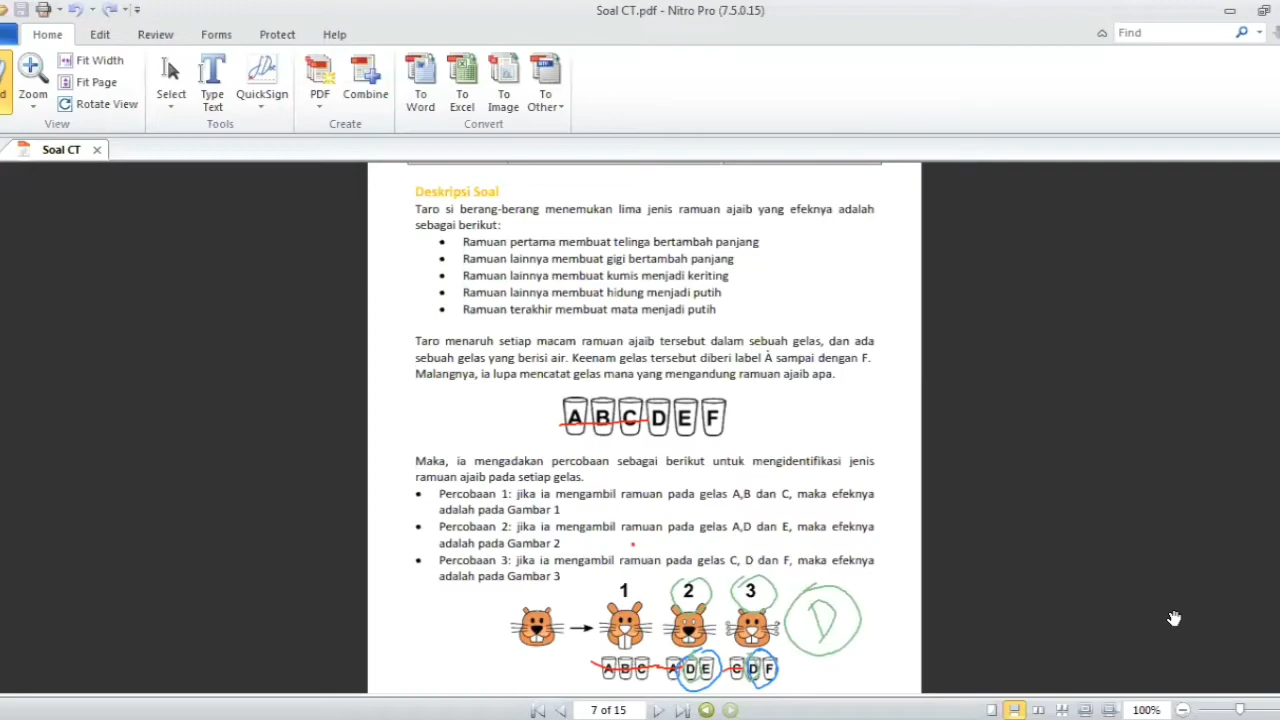 Soal CT.pdf - Nitro Pro (7.5.0.15)
Home Edit Review Forms Protect Help
Find
Zoom
Fit Width
Fit Page
Rotate View
View
Select
Type Text
QuickSign
Tools
PDF
Combine
Create
To Word
To Excel
To Image
To Other
Convert
Soal CT
Deskripsi Soal
Taro si berang-berang menemukan lima jenis ramuan ajaib yang efeknya adalah
sebagai berikut:
• Ramuan pertama membuat telinga bertambah panjang
• Ramuan lainnya membuat gigi bertambah panjang
• Ramuan lainnya membuat kumis menjadi keriting
• Ramuan lainnya membuat hidung menjadi putih
• Ramuan terakhir membuat mata menjadi putih
Taro menaruh setiap macam ramuan ajaib tersebut dalam sebuah gelas, dan ada
sebuah gelas yang berisi air. Keenam gelas tersebut diberi label A sampai dengan F.
Malangnya, ia lupa mencatat gelas mana yang mengandung ramuan ajaib apa.
A B C D E F
Maka, ia mengadakan percobaan sebagai berikut untuk mengidentifikasi jenis
ramuan ajaib pada setiap gelas.
• Percobaan 1: jika ia mengambil ramuan pada gelas A,B dan C, maka efeknya
adalah pada Gambar 1
• Percobaan 2: jika ia mengambil ramuan pada gelas A,D dan E, maka efeknya
adalah pada Gambar 2
• Percobaan 3: jika ia mengambil ramuan pada gelas C, D dan F, maka efeknya
adalah pada Gambar 3
1 2 3
D
A B C A D E C D F
7 of 15
100%